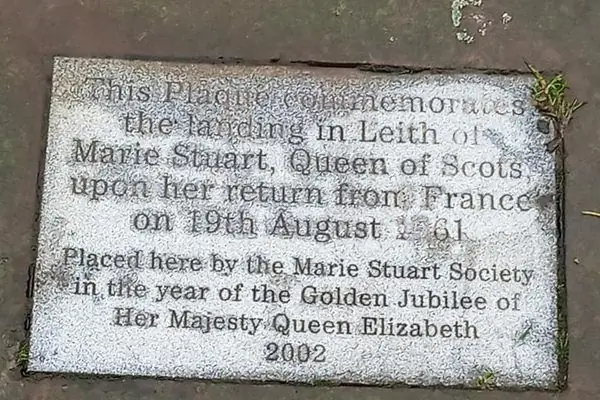 This Plaque commemorates
the landing in Leith of
Marie Stuart, Queen of Scots,
upon her return from France
on 19th August 1561
Placed here by the Marie Stuart Society
in the year of the Golden Jubilee of
Her Majesty Queen Elizabeth
2002